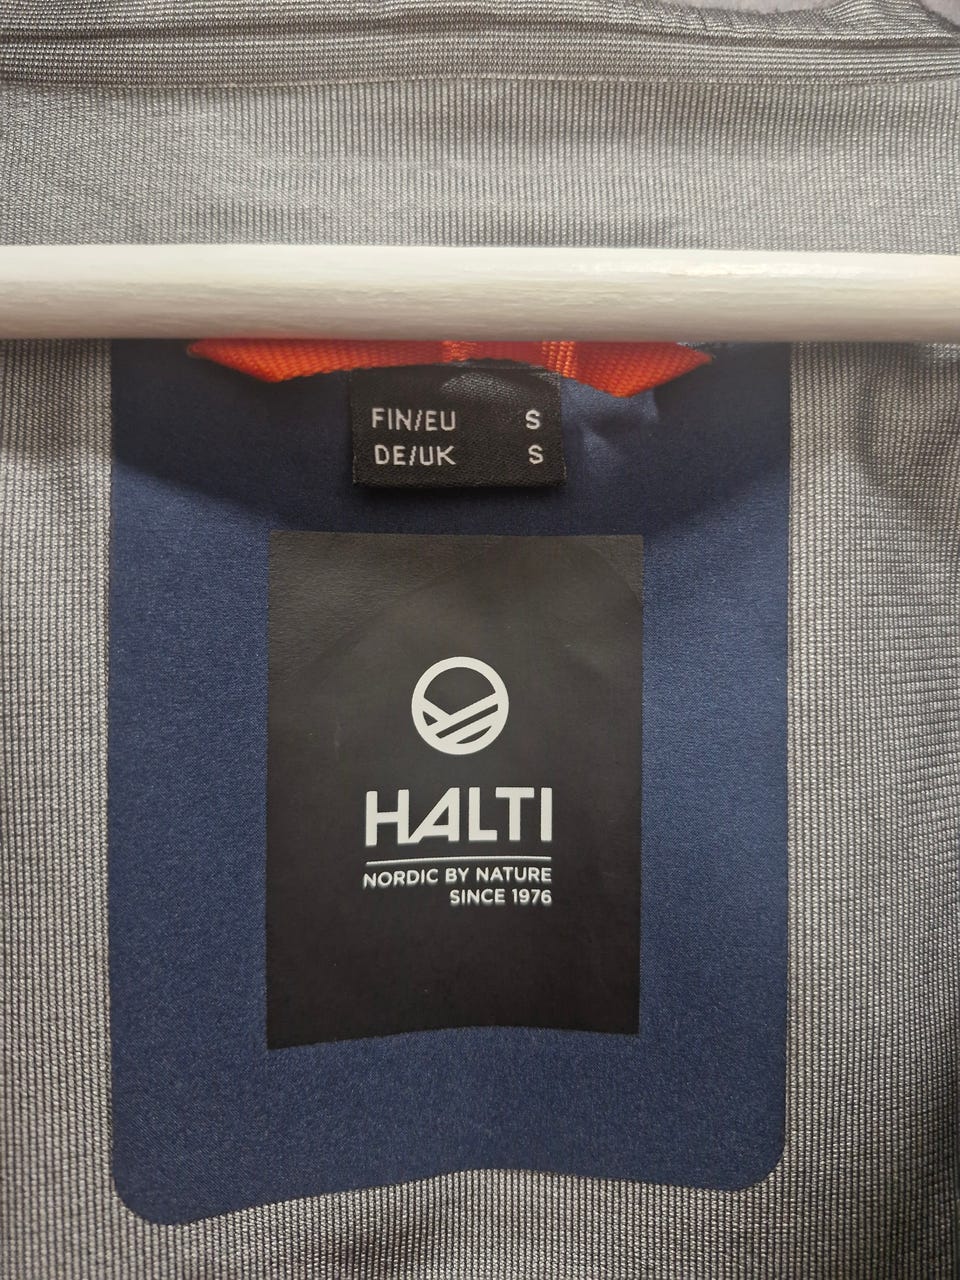 FIN/EU S
DE/UK S
HALTI
NORDIC BY NATURE
SINCE 1976